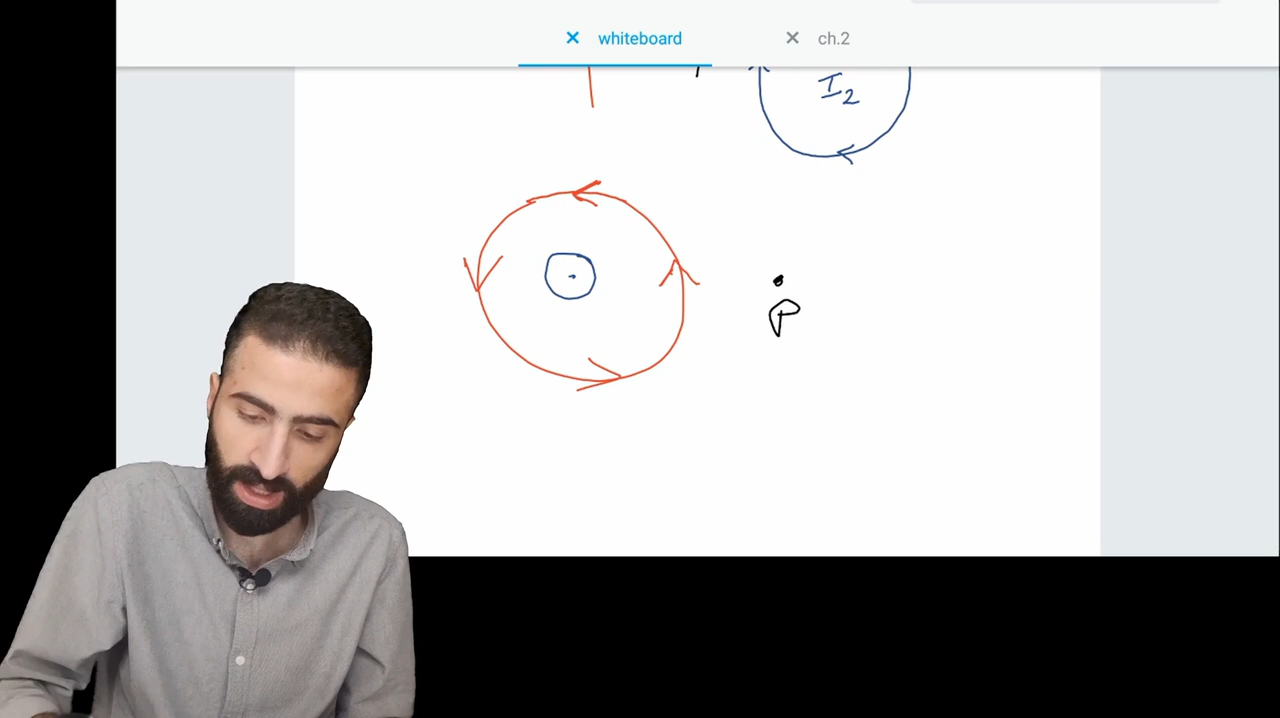 × whiteboard × ch.2
I₂
P